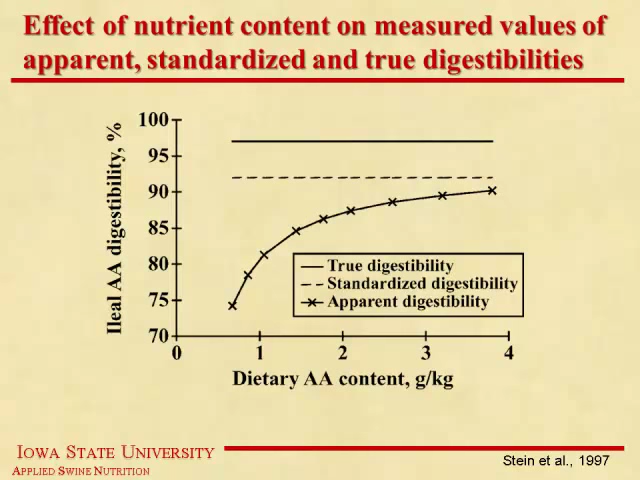 Effect of nutrient content on measured values of
apparent, standardized and true digestibilities
Ileal AA digestibility, %
100
95
90
85
80
75
70
0 1 2 3 4
Dietary AA content, g/kg
True digestibility
Standardized digestibility
Apparent digestibility
IOWA STATE UNIVERSITY
APPLIED SWINE NUTRITION
Stein et al., 1997